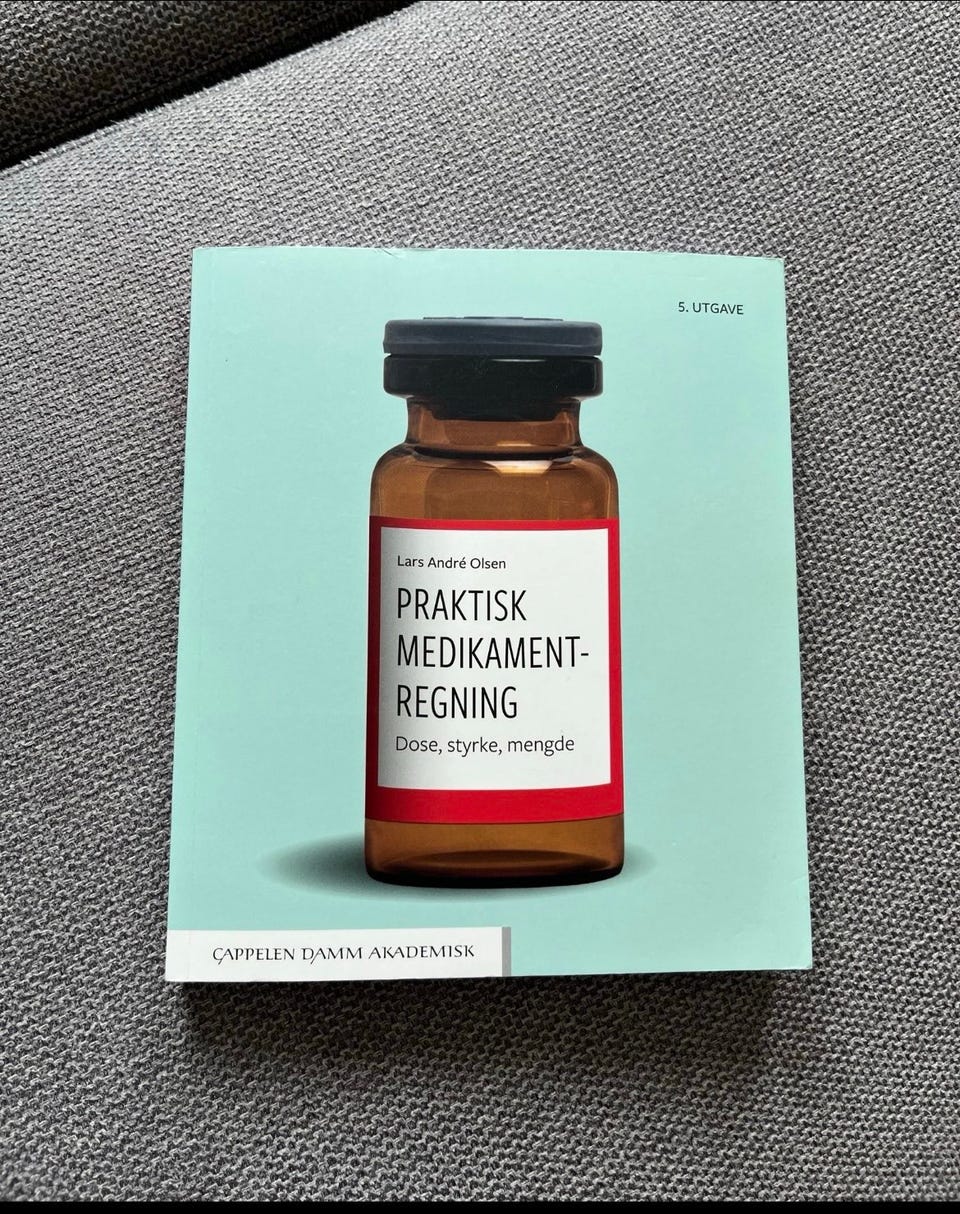 5. UTGAVE
Lars André Olsen
PRAKTISK
MEDIKAMENT-
REGNING
Dose, styrke, mengde
CAPPELEN DAMM AKADEMISK